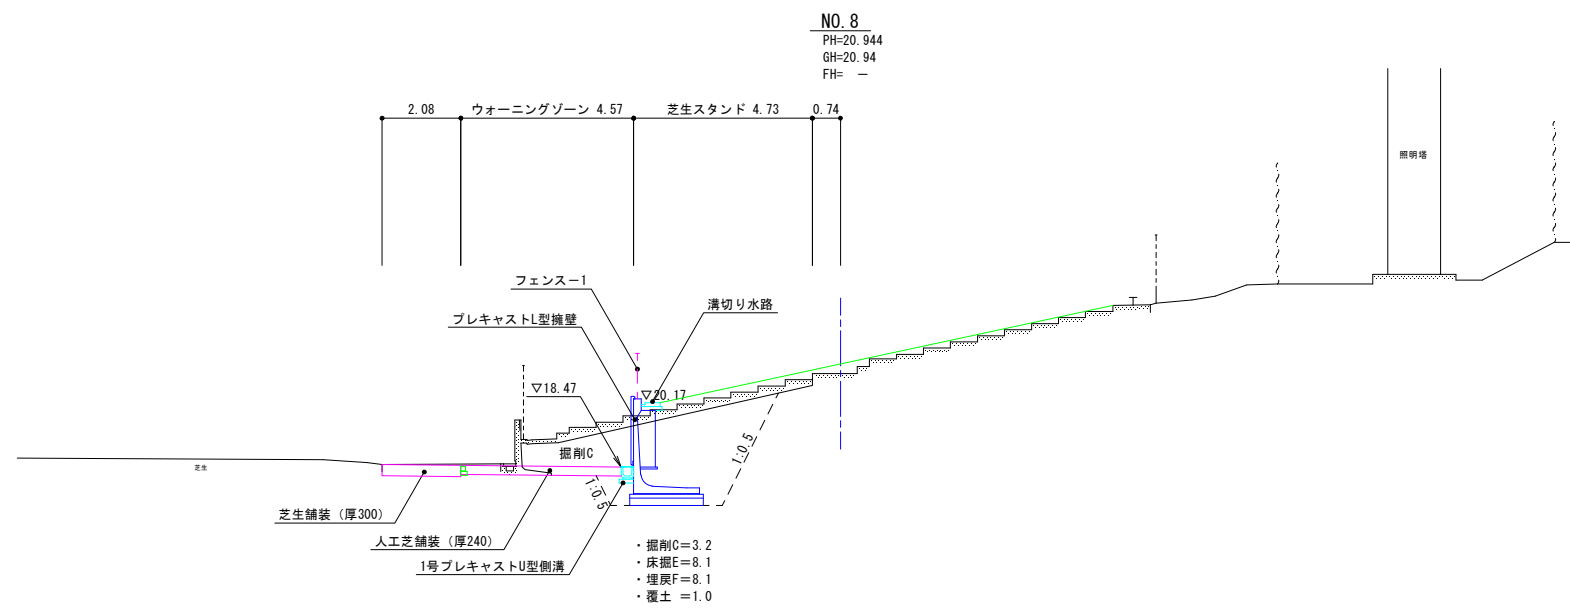 NO.8
PH=20.944
GH=20.94
FH= －
2.08
ウォーニングゾーン 4.57
芝生スタンド 4.73
0.74
照明塔
フェンスー1
溝切り水路
プレキャストL型擁壁
▽18.47
▽20.17
掘削C
1:0.5
芝生
1:0.5
芝生舗装（厚300）
人工芝舗装（厚240）
1号プレキャストU型側溝
・掘削C＝3.2
・床掘E＝8.1
・埋戻F＝8.1
・覆土 ＝1.0